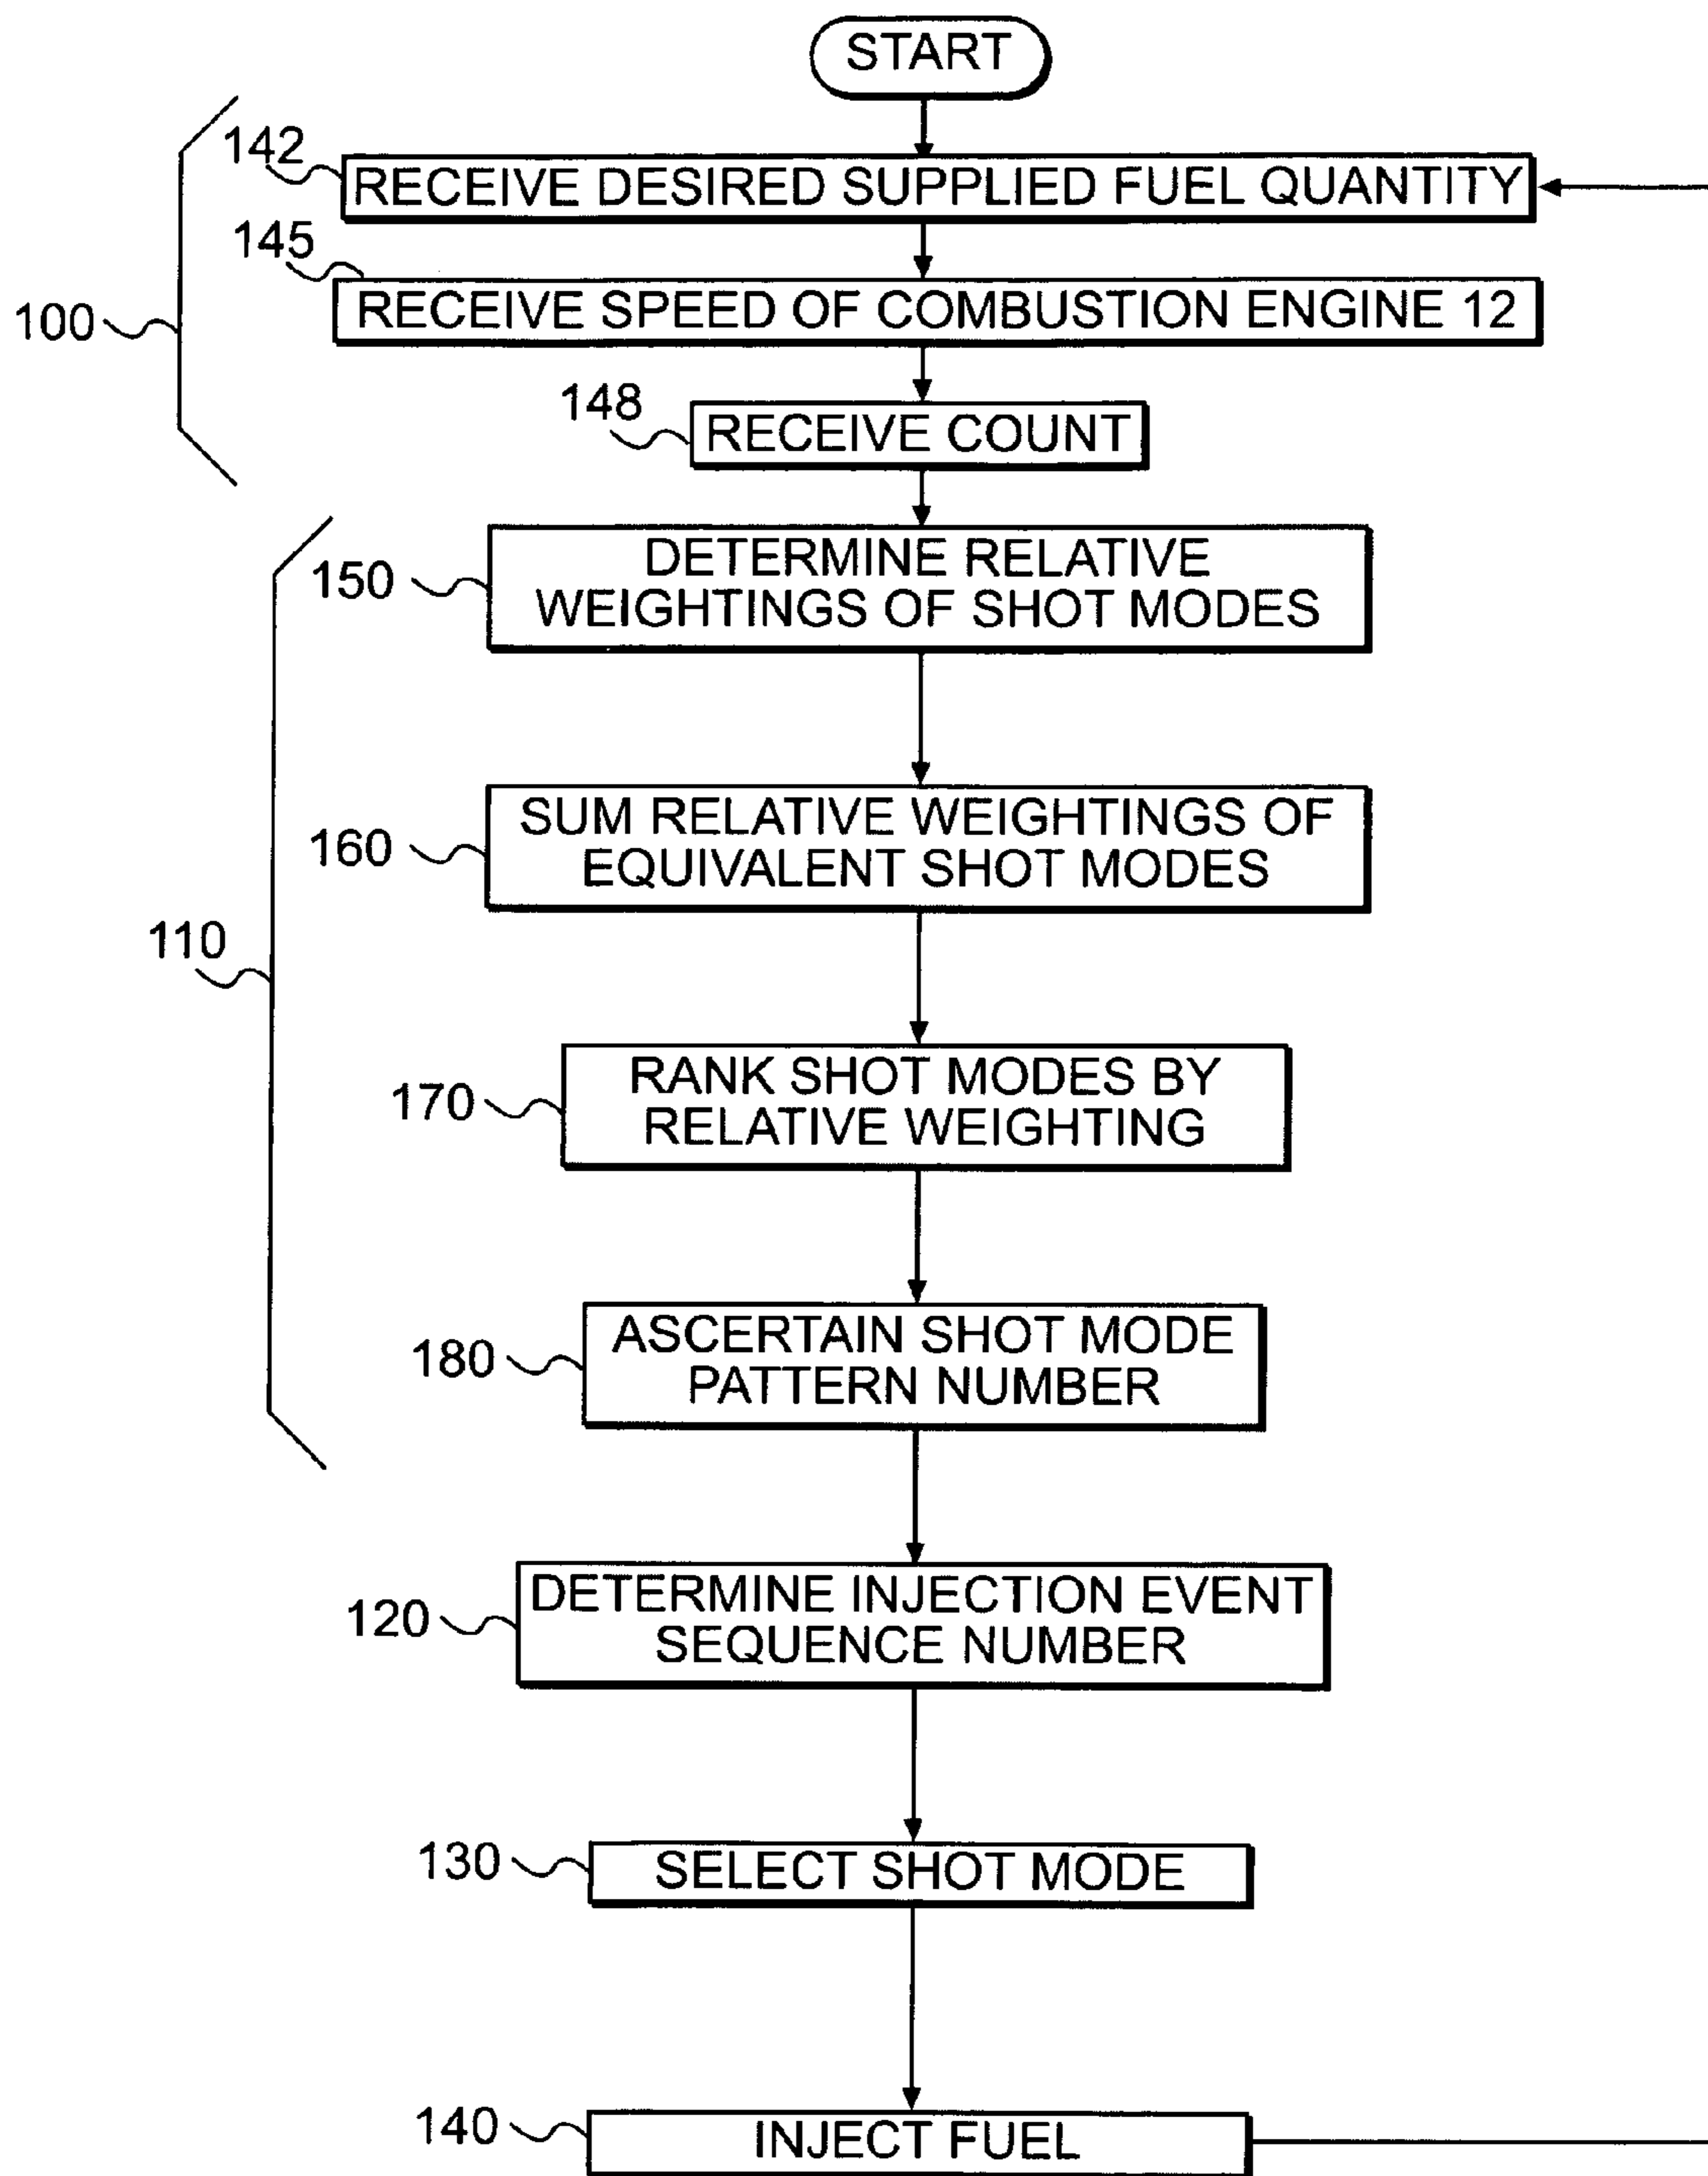 START
142
RECEIVE DESIRED SUPPLIED FUEL QUANTITY
145
RECEIVE SPEED OF COMBUSTION ENGINE 12
100
148
RECEIVE COUNT
150
DETERMINE RELATIVE
WEIGHTINGS OF SHOT MODES
160
SUM RELATIVE WEIGHTINGS OF
EQUIVALENT SHOT MODES
110
170
RANK SHOT MODES BY
RELATIVE WEIGHTING
180
ASCERTAIN SHOT MODE
PATTERN NUMBER
120
DETERMINE INJECTION EVENT
SEQUENCE NUMBER
130
SELECT SHOT MODE
140
INJECT FUEL